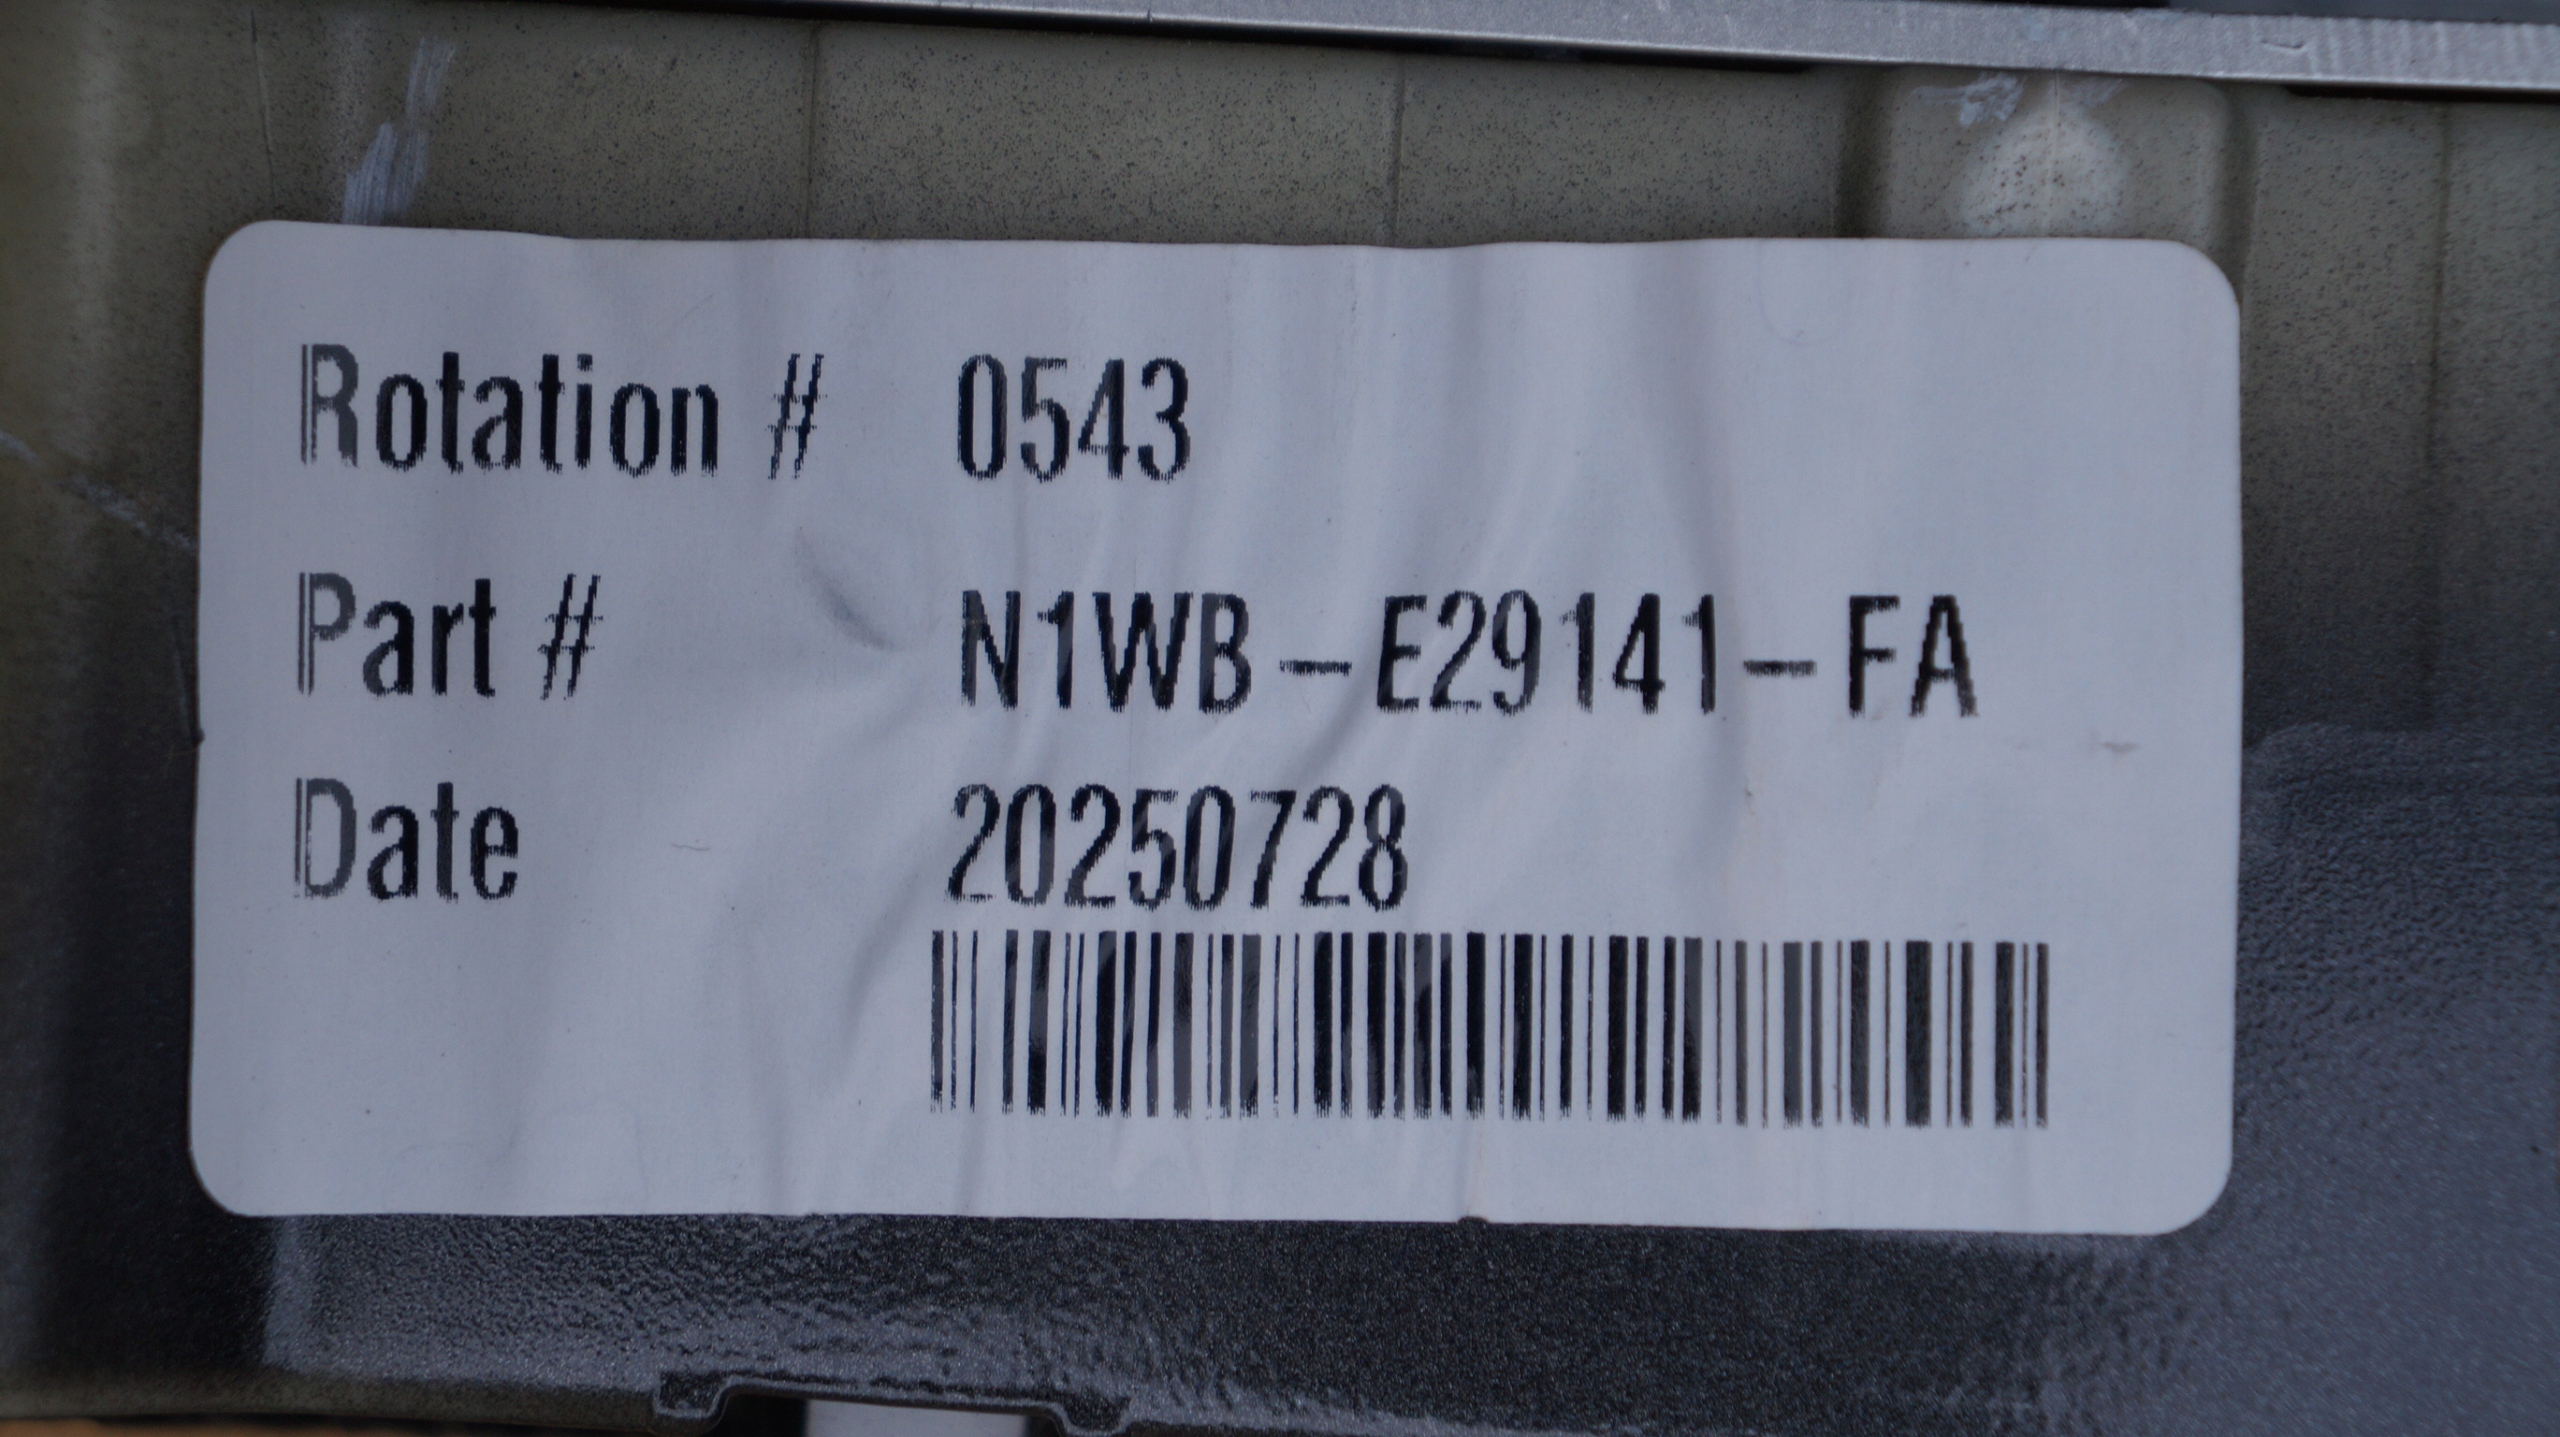 Rotation # 0543
Part # N1WB-E29141-FA
Date 20250728